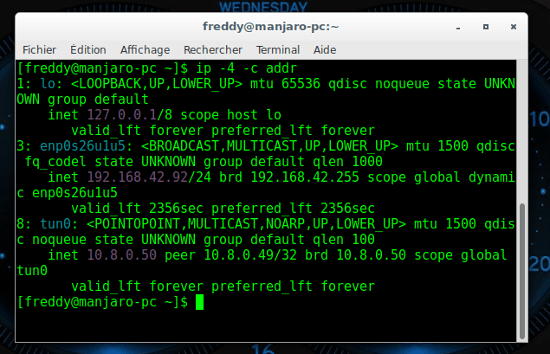 WEDNESDAY
freddy@manjaro-pc:~
Fichier Édition Affichage Rechercher Terminal Aide
[freddy@manjaro-pc ~]$ ip -4 -c addr
1: lo: <LOOPBACK,UP,LOWER_UP> mtu 65536 qdisc noqueue state UNKN
OWN group default
inet 127.0.0.1/8 scope host lo
valid_lft forever preferred_lft forever
3: enp0s26u1u5: <BROADCAST,MULTICAST,UP,LOWER_UP> mtu 1500 qdisc
fq_codel state UNKNOWN group default qlen 1000
inet 192.168.42.92/24 brd 192.168.42.255 scope global dynami
c enp0s26u1u5
valid_lft 2356sec preferred_lft 2356sec
8: tun0: <POINTOPOINT,MULTICAST,NOARP,UP,LOWER_UP> mtu 1500 qdis
c noqueue state UNKNOWN group default qlen 100
inet 10.8.0.50 peer 10.8.0.49/32 brd 10.8.0.50 scope global
tun0
valid_lft forever preferred_lft forever
[freddy@manjaro-pc ~]$
20
16